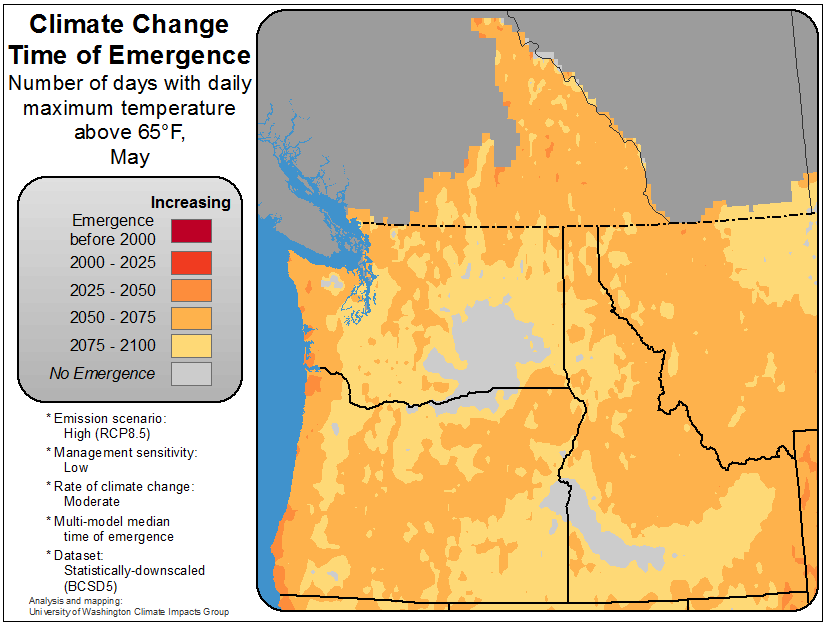 Climate Change
Time of Emergence
Number of days with daily
maximum temperature
above 65°F,
May
Increasing
Emergence
before 2000
2000 - 2025
2025 - 2050
2050 - 2075
2075 - 2100
No Emergence
* Emission scenario:
High (RCP8.5)
* Management sensitivity:
Low
* Rate of climate change:
Moderate
* Multi-model median
time of emergence
* Dataset:
Statistically-downscaled
(BCSD5)
Analysis and mapping:
University of Washington Climate Impacts Group